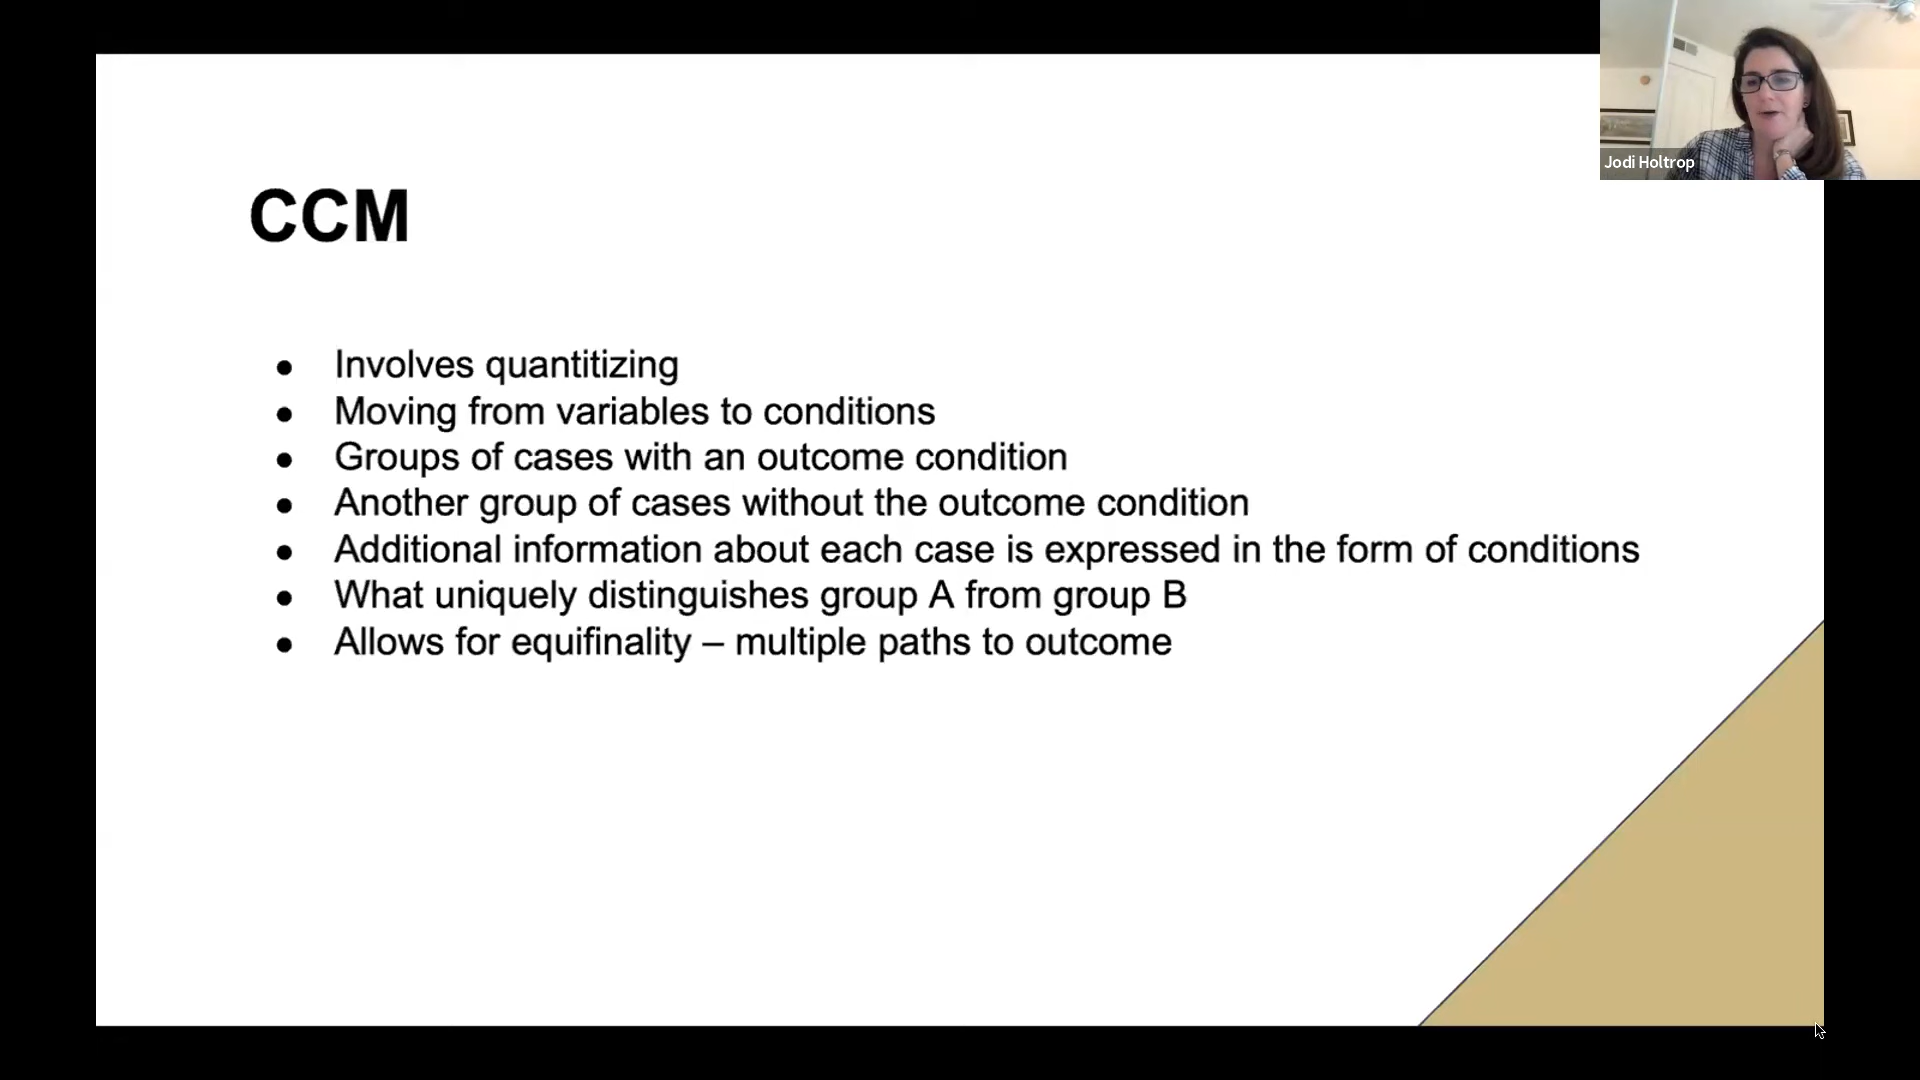 Jodi Holtrop
CCM
● Involves quantitizing
● Moving from variables to conditions
● Groups of cases with an outcome condition
● Another group of cases without the outcome condition
● Additional information about each case is expressed in the form of conditions
● What uniquely distinguishes group A from group B
● Allows for equifinality – multiple paths to outcome